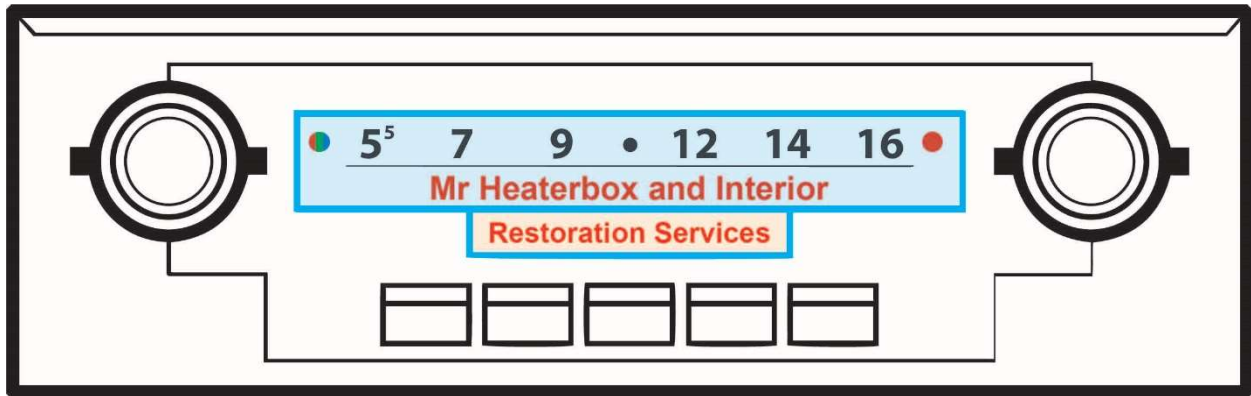 5⁵ 7 9 • 12 14 16
Mr Heaterbox and Interior
Restoration Services